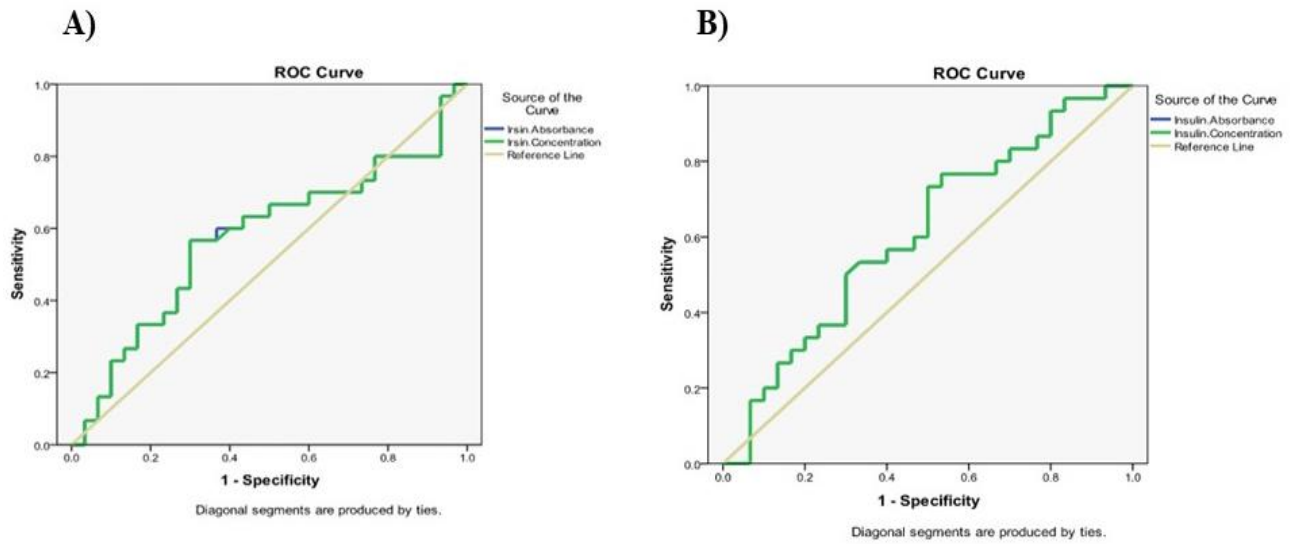 A)
ROC Curve
Source of the
Curve
Irsin.Absorbance
Irsin.Concentration
Reference Line
Sensitivity
1.0
0.8
0.6
0.4
0.2
0.0
0.0 0.2 0.4 0.6 0.8 1.0
1 - Specificity
Diagonal segments are produced by ties.
B)
ROC Curve
Source of the Curve
Insulin.Absorbance
Insulin.Concentration
Reference Line
Sensitivity
1.0
0.8
0.6
0.4
0.2
0.0
0.0 0.2 0.4 0.6 0.8 1.0
1 - Specificity
Diagonal segments are produced by ties.